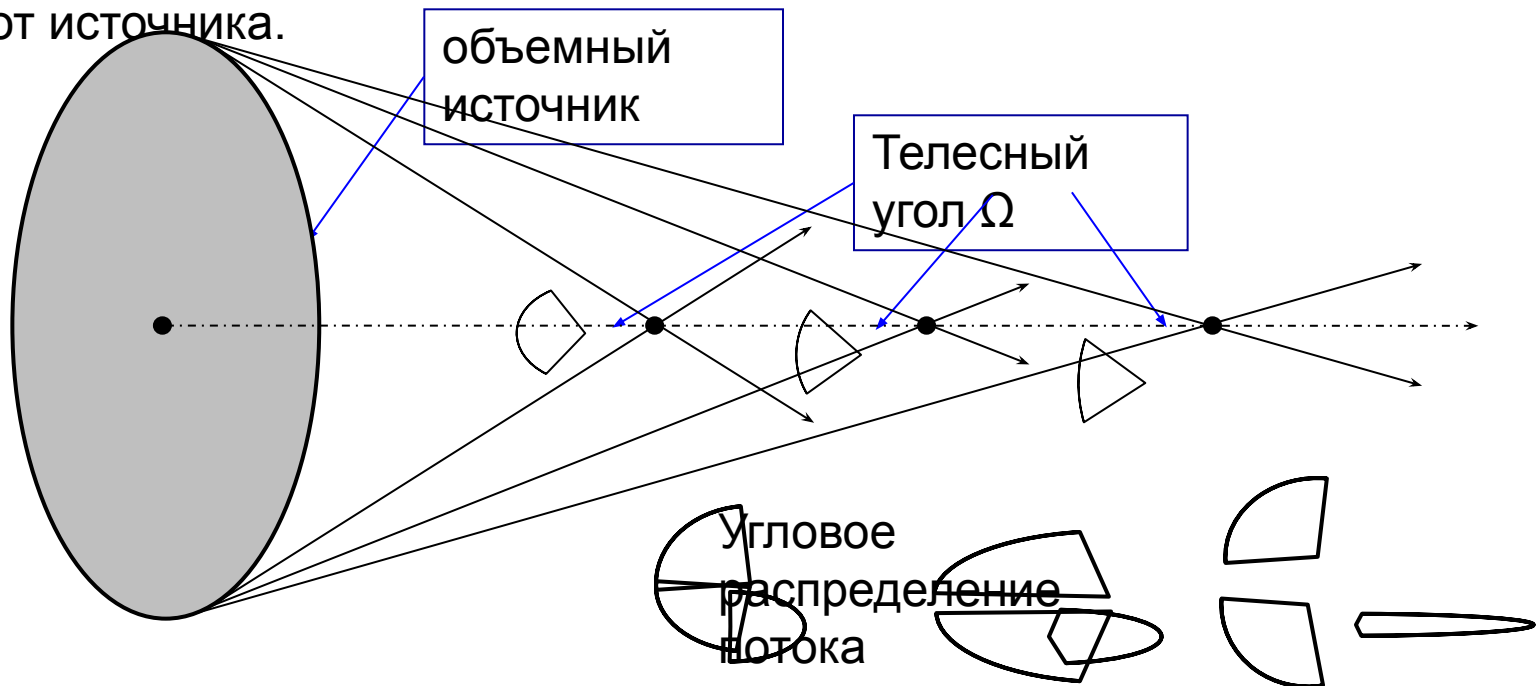 от источника.
объемный
источник
Телесный
угол Ω
Угловое
распределение
потока